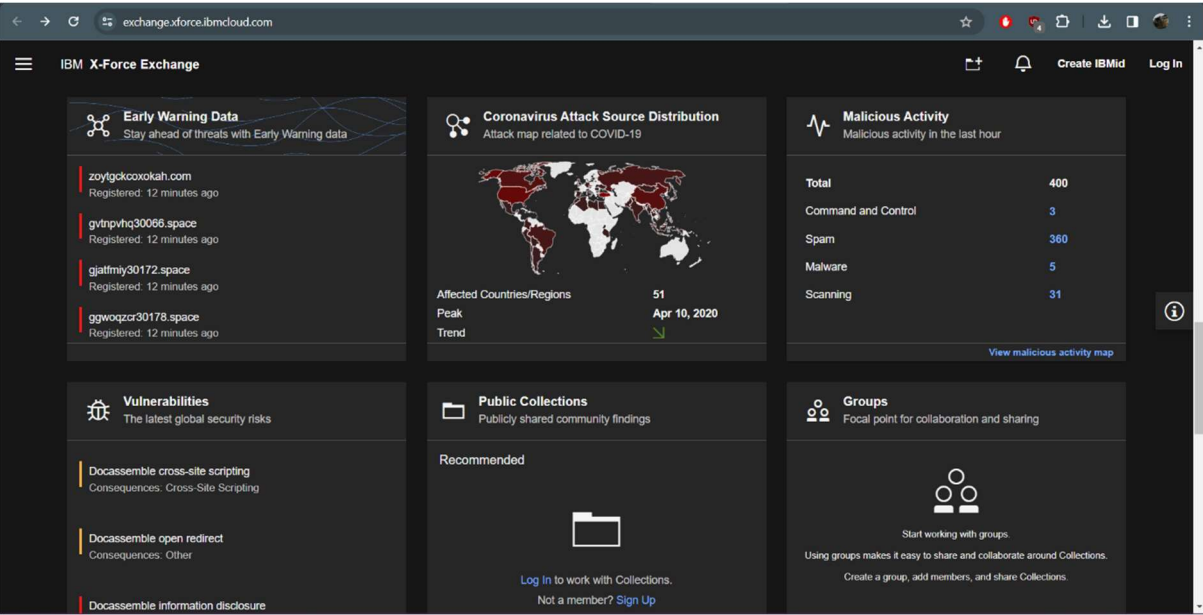 exchange.xforce.ibmcloud.com
4
IBM X-Force Exchange
Create IBMid
Log In
Early Warning Data
Stay ahead of threats with Early Warning data
zoytgckcoxokah.com
Registered: 12 minutes ago
gvtnpvhq30066.space
Registered: 12 minutes ago
gjatfmiy30172.space
Registered: 12 minutes ago
ggwoqzcr30178.space
Registered: 12 minutes ago
Coronavirus Attack Source Distribution
Attack map related to COVID-19
Affected Countries/Regions 51
Peak Apr 10, 2020
Trend
Malicious Activity
Malicious activity in the last hour
Total 400
Command and Control 3
Spam 360
Malware 5
Scanning 31
View malicious activity map
Vulnerabilities
The latest global security risks
Docassemble cross-site scripting
Consequences: Cross-Site Scripting
Docassemble open redirect
Consequences: Other
Docassemble information disclosure
Public Collections
Publicly shared community findings
Recommended
Log In to work with Collections.
Not a member? Sign Up
Groups
Focal point for collaboration and sharing
Start working with groups.
Using groups makes it easy to share and collaborate around Collections.
Create a group, add members, and share Collections.